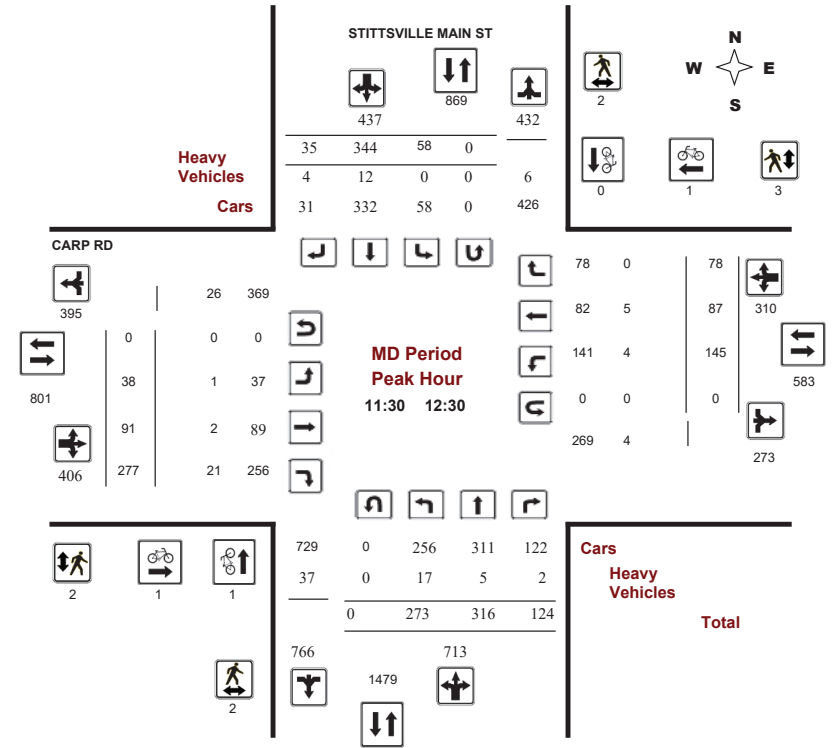 STITTSVILLE MAIN ST
N
W E
S
869
2
437 432
35 344 58 0
Heavy
Vehicles
4 12 0 0 6
Cars
31 332 58 0 426
0 1 3
CARP RD
78 0 78
395
26 369
82 5 87 310
0 0 0
MD Period
Peak Hour
11:30 12:30
141 4 145
583
38 1 37
801
0 0 0
91 2 89
269 4
273
406
277 21 256
729 0 256 311 122
Cars
37 0 17 5 2
Heavy
Vehicles
2 1 1
0 273 316 124
Total
766 713
1479
2